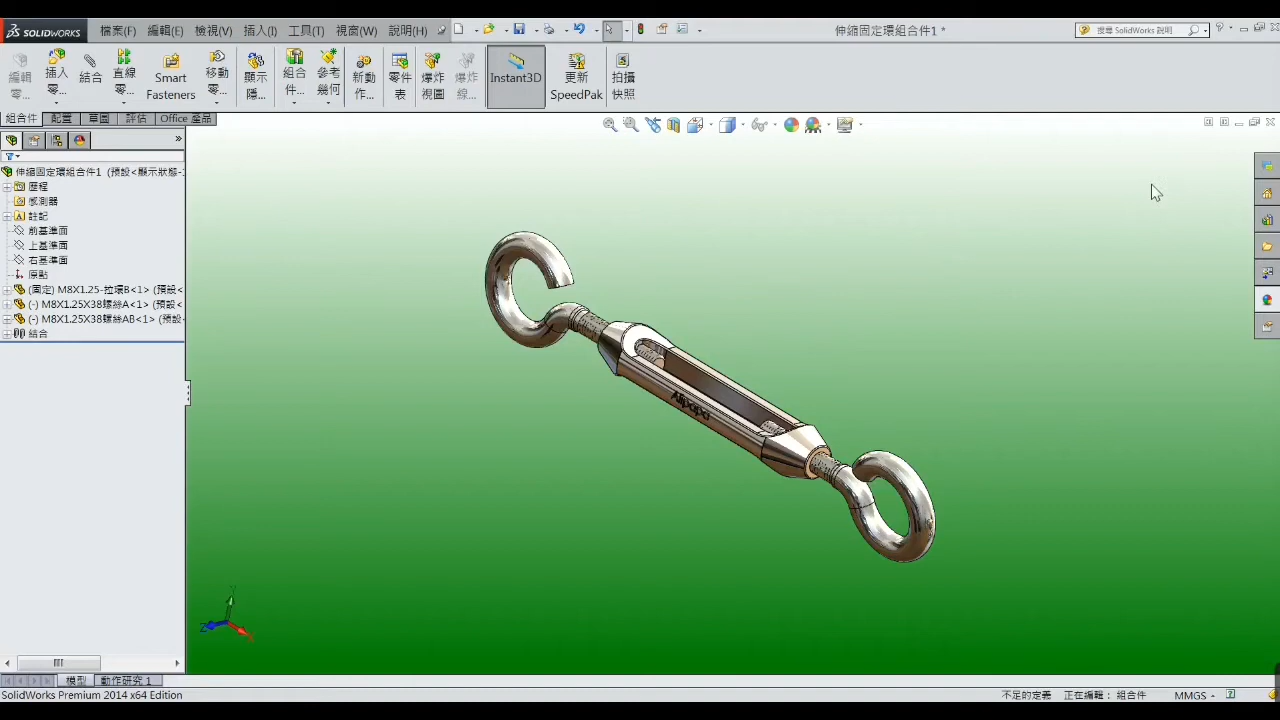 SOLIDWORKS 檔案(F) 編輯(E) 檢視(V) 插入(I) 工具(T) 視窗(W) 說明(U) 伸縮固定環組合件1 * 搜尋 SolidWorks 說明
編輯零... 插入零... 結合 直線零... Smart Fasteners 移動零... 顯示隱... 組合件... 參考幾何 新動作... 零件表 爆炸視圖 爆炸線... Instant3D 更新 SpeedPak 拍攝快照
組合件 配置 草圖 評估 Office 產品
伸縮固定環組合件1 (預設<顯示狀態-
歷程
感測器
註記
前基準面
上基準面
右基準面
原點
(固定) M8X1.25-拉環B<1> (預設<
(-) M8X1.25X38螺絲A<1> (預設<
(-) M8X1.25X38螺絲AB<1> (預設
結合
Alipapa
Y
Z
X
模型 動作研究 1
SolidWorks Premium 2014 x64 Edition 不足的定義 正在編輯： 組合件 MMGS